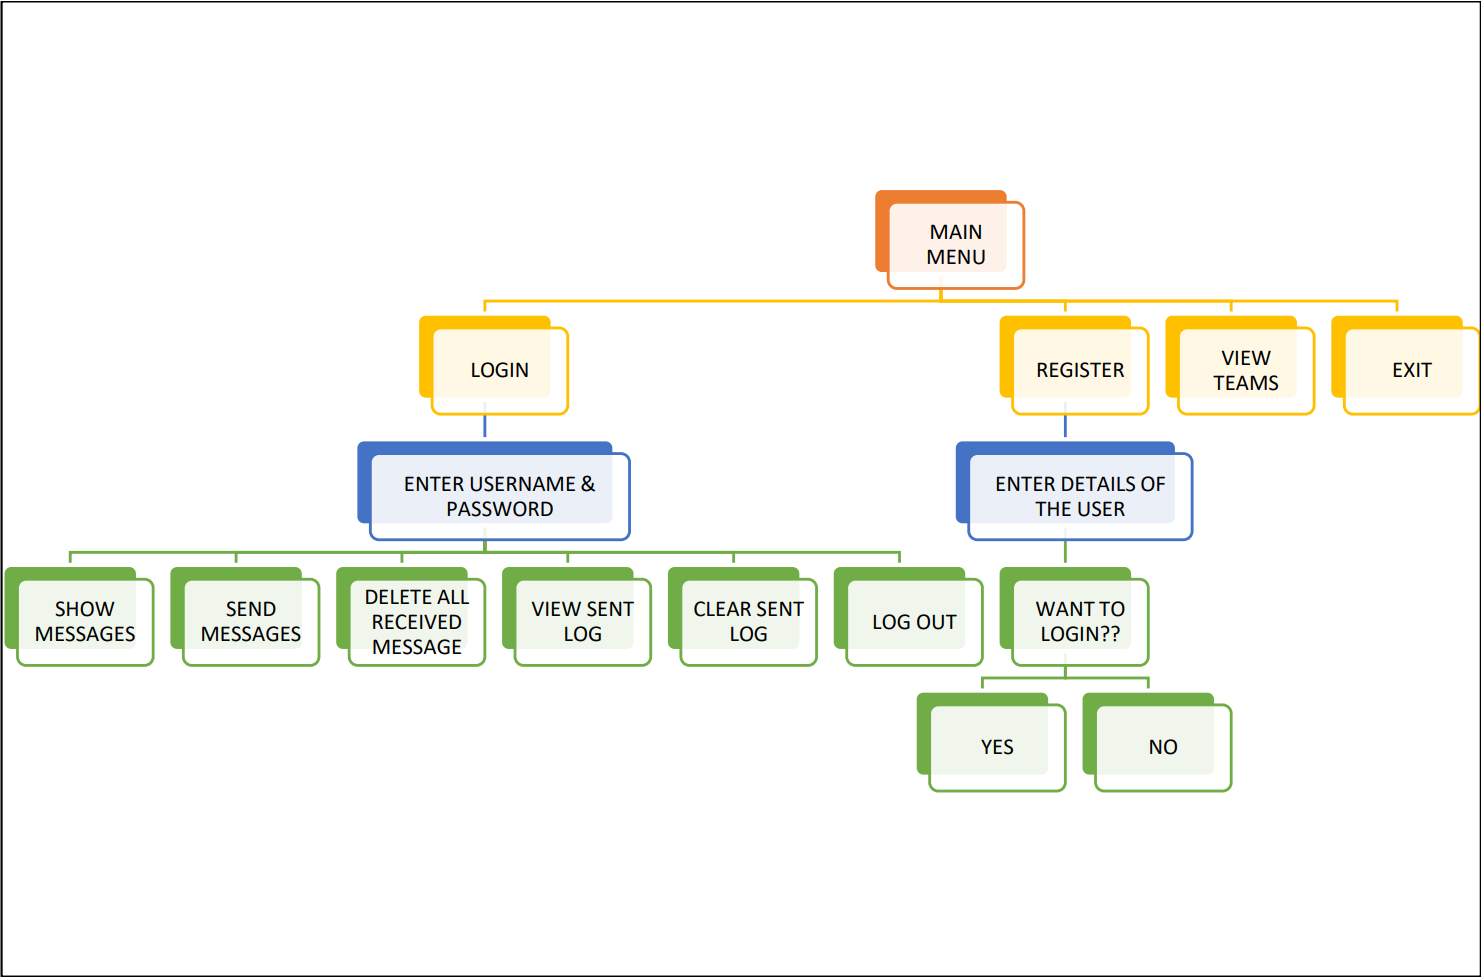 MAIN
MENU
LOGIN
REGISTER
VIEW
TEAMS
EXIT
ENTER USERNAME &
PASSWORD
ENTER DETAILS OF
THE USER
SHOW
MESSAGES
SEND
MESSAGES
DELETE ALL
RECEIVED
MESSAGE
VIEW SENT
LOG
CLEAR SENT
LOG
LOG OUT
WANT TO
LOGIN??
YES
NO